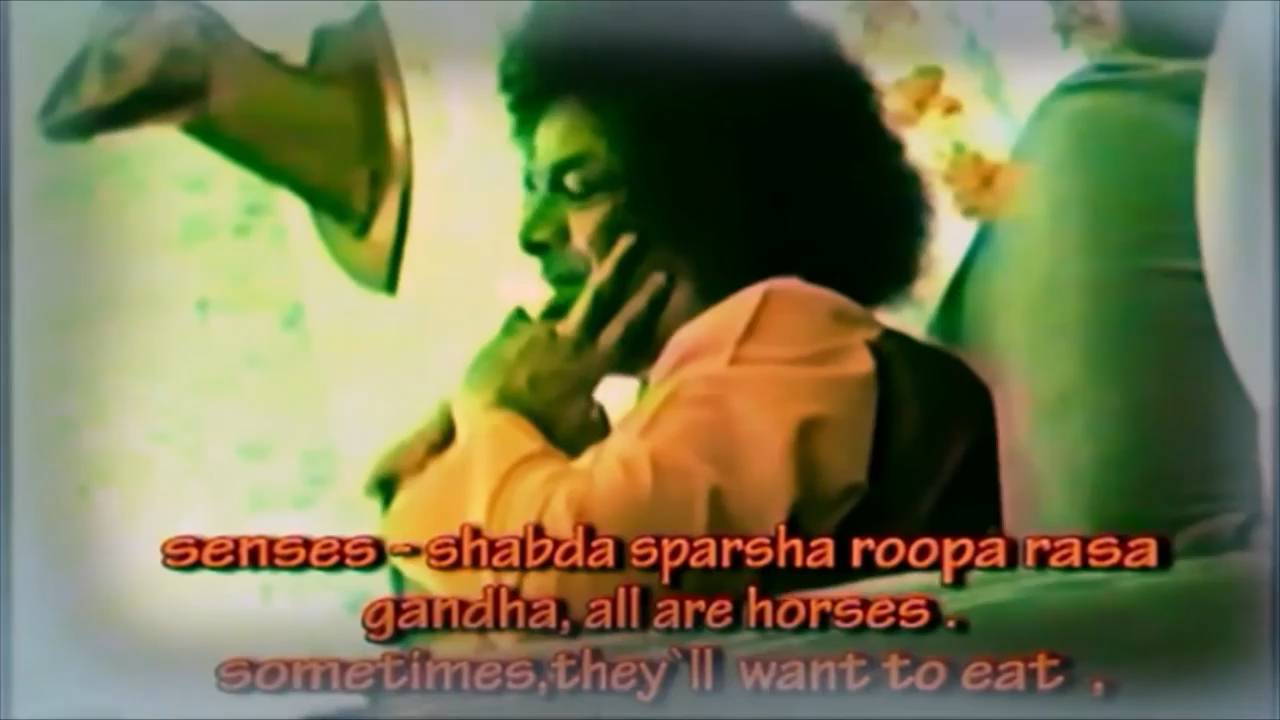 senses - shabda sparsha roopa rasa
gandha, all are horses .
sometimes,they`ll want to eat ,